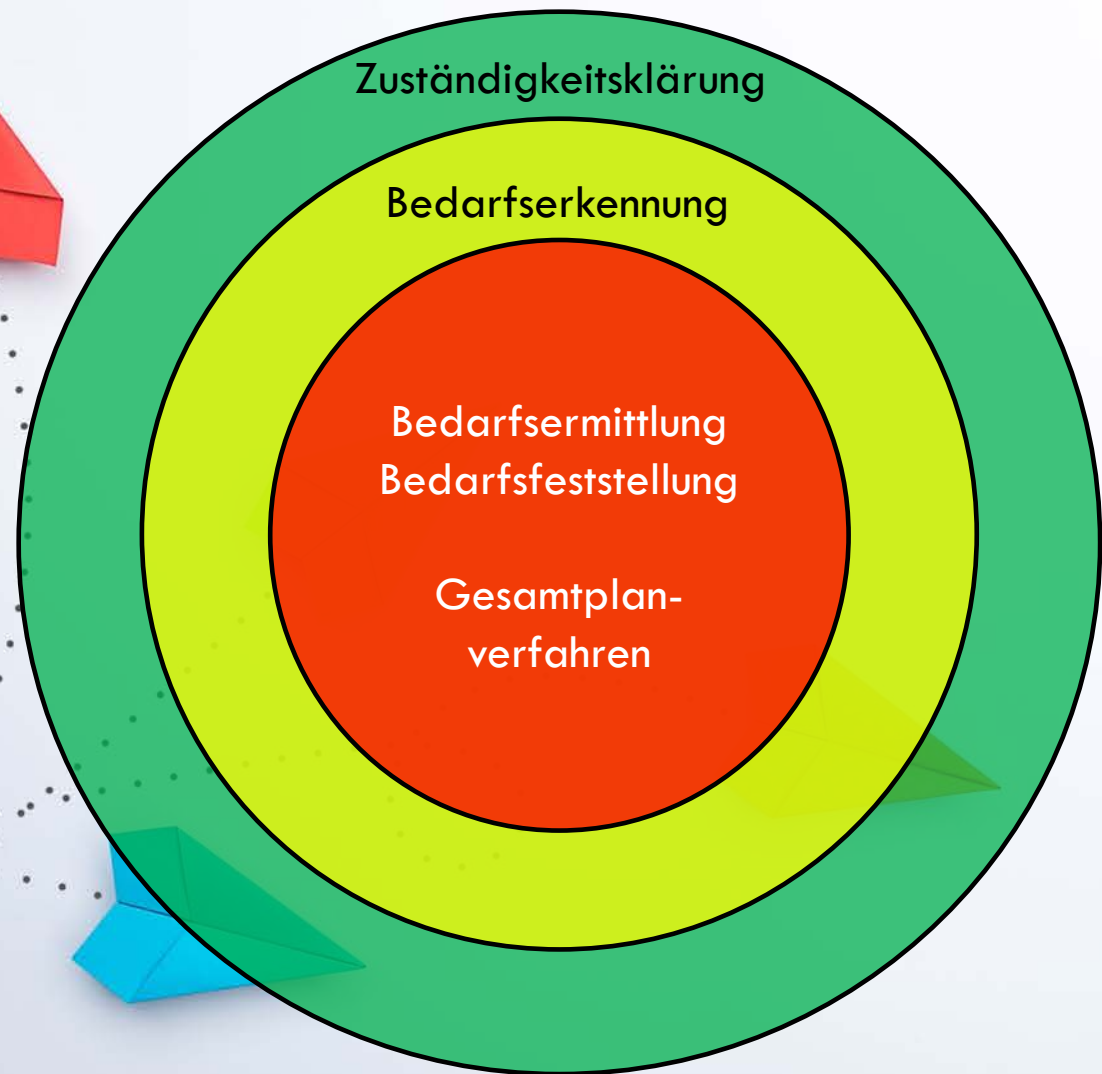 Zuständigkeitsklärung
Bedarfserkennung
Bedarfsermittlung
Bedarfsfeststellung
Gesamtplan-
verfahren